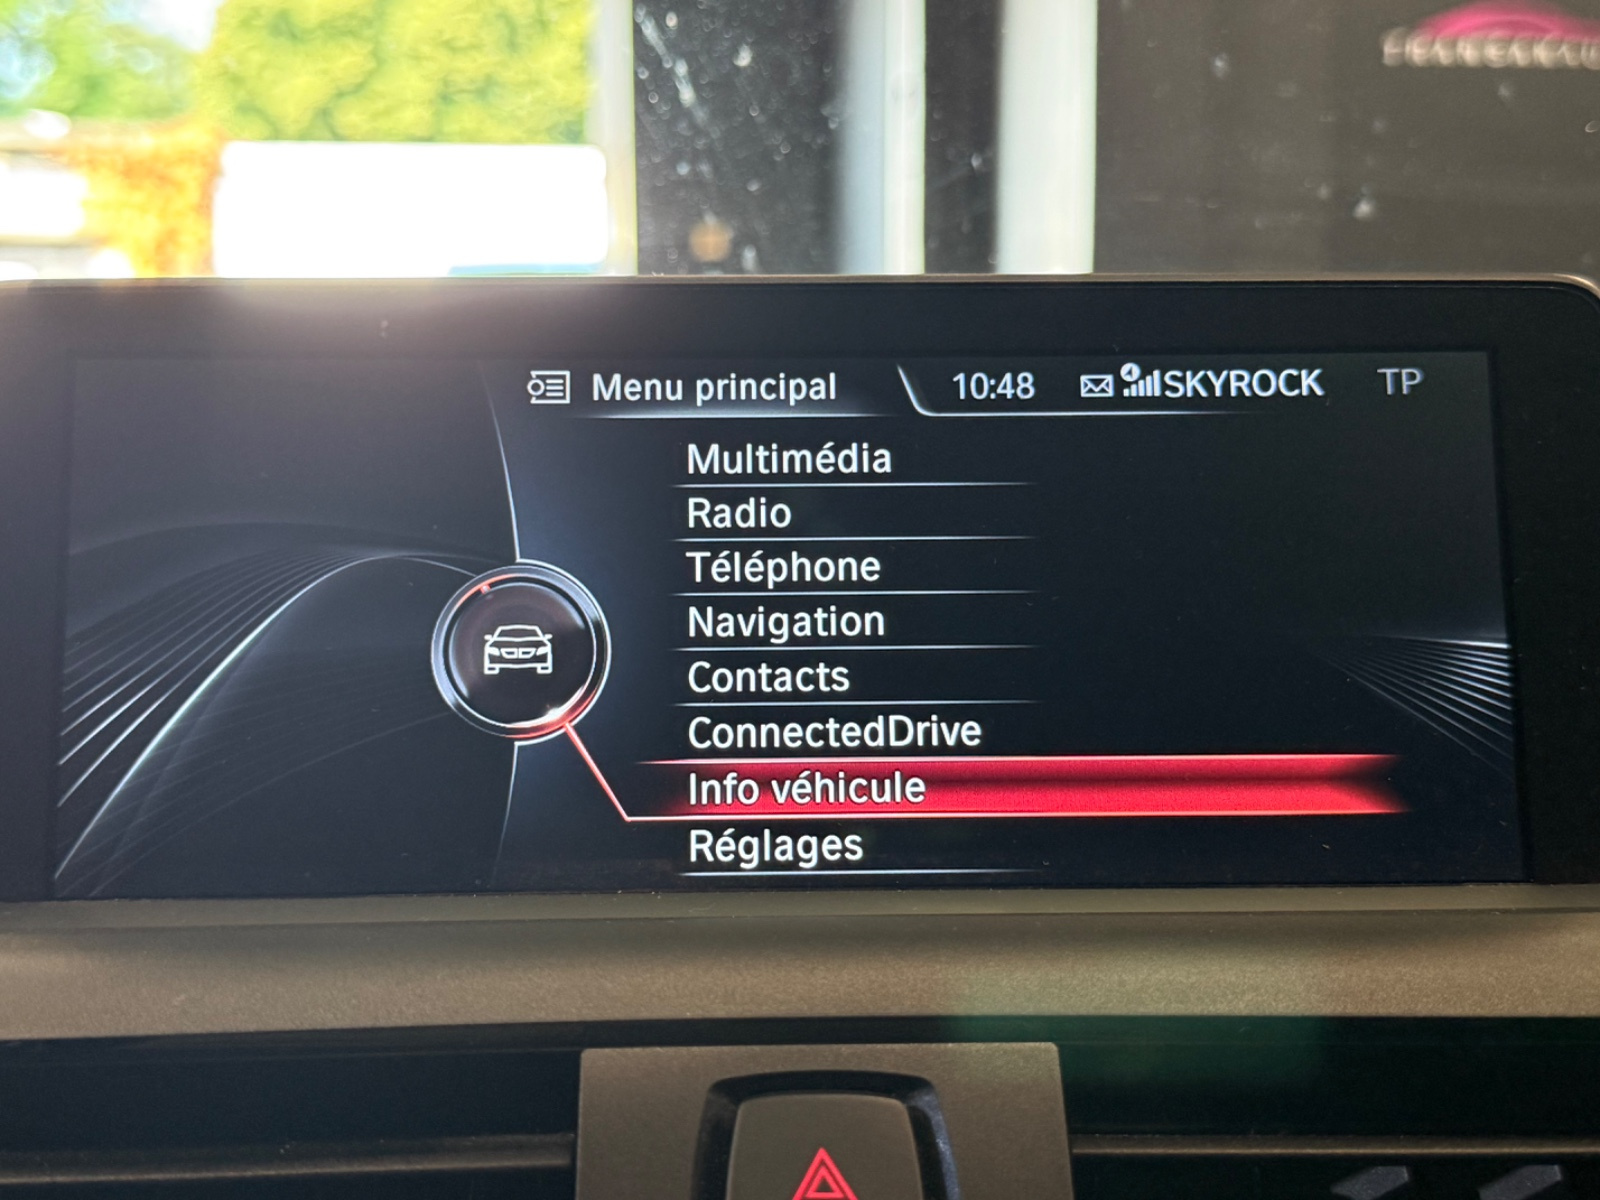 Menu principal
10:48
SKYROCK
TP
Multimédia
Radio
Téléphone
Navigation
Contacts
ConnectedDrive
Info véhicule
Réglages